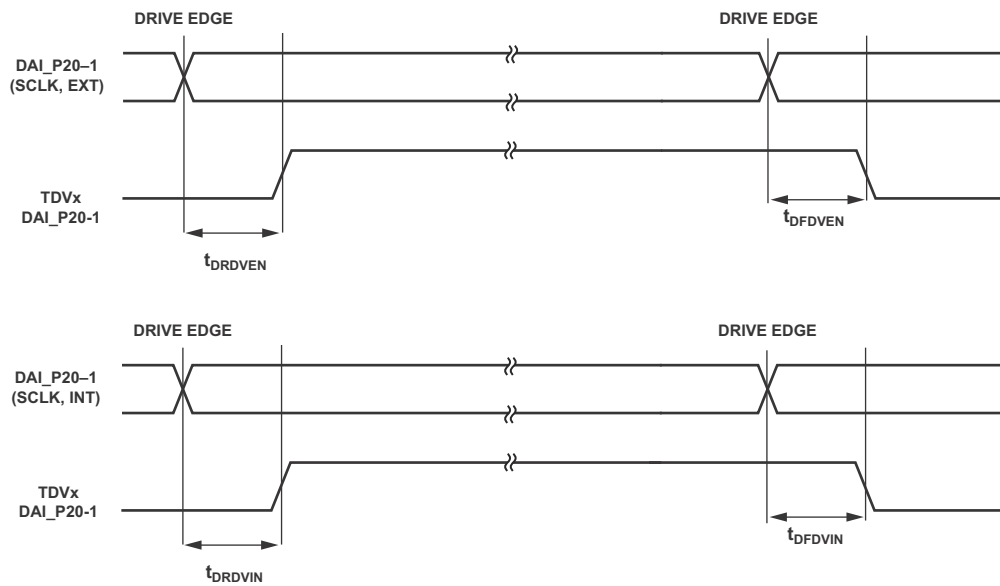 DRIVE EDGE
DRIVE EDGE
DAI_P20–1
(SCLK, EXT)
TDVx
DAI_P20-1
tDFDVEN
tDRDVEN
DRIVE EDGE
DRIVE EDGE
DAI_P20–1
(SCLK, INT)
TDVx
DAI_P20-1
tDFDVIN
tDRDVIN